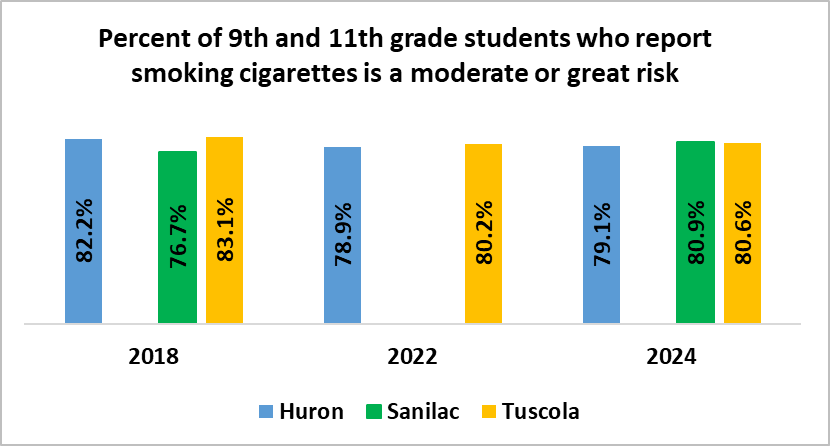 Percent of 9th and 11th grade students who report
smoking cigarettes is a moderate or great risk
82.2%
76.7%
83.1%
78.9%
80.2%
79.1%
80.9%
80.6%
2018
2022
2024
Huron
Sanilac
Tuscola